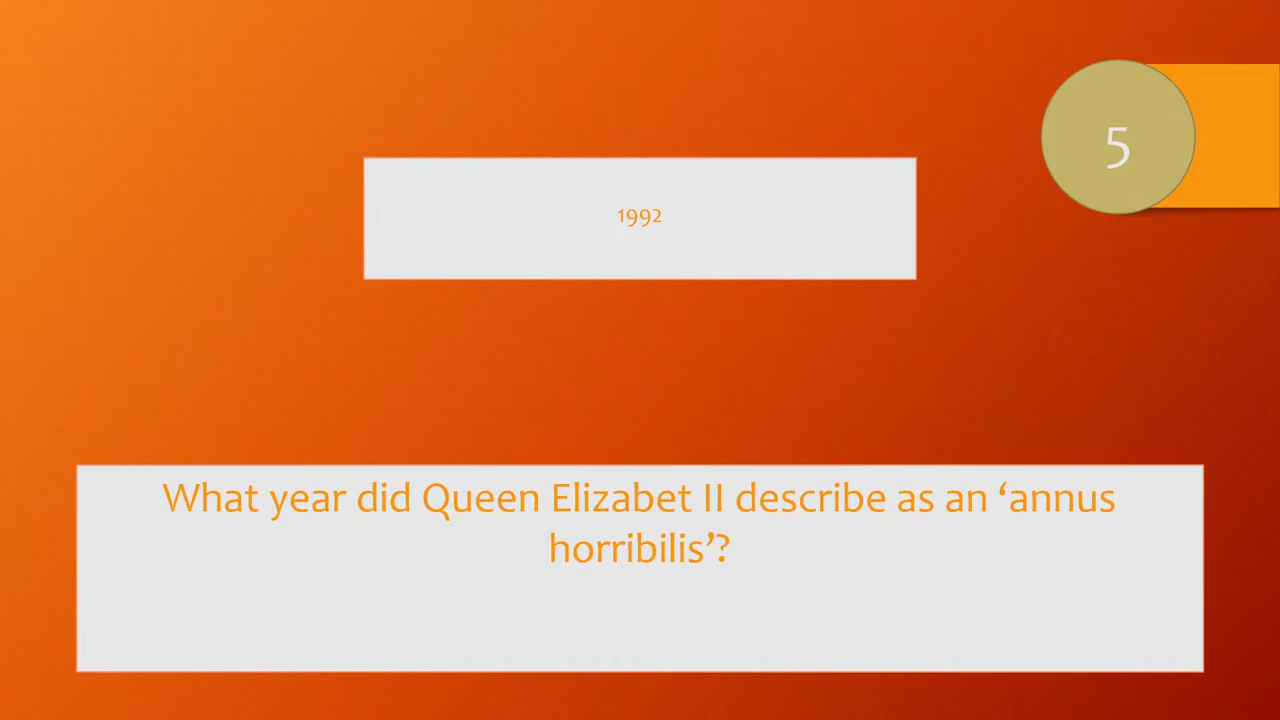 5
1992
What year did Queen Elizabet II describe as an ‘annus
horribilis’?